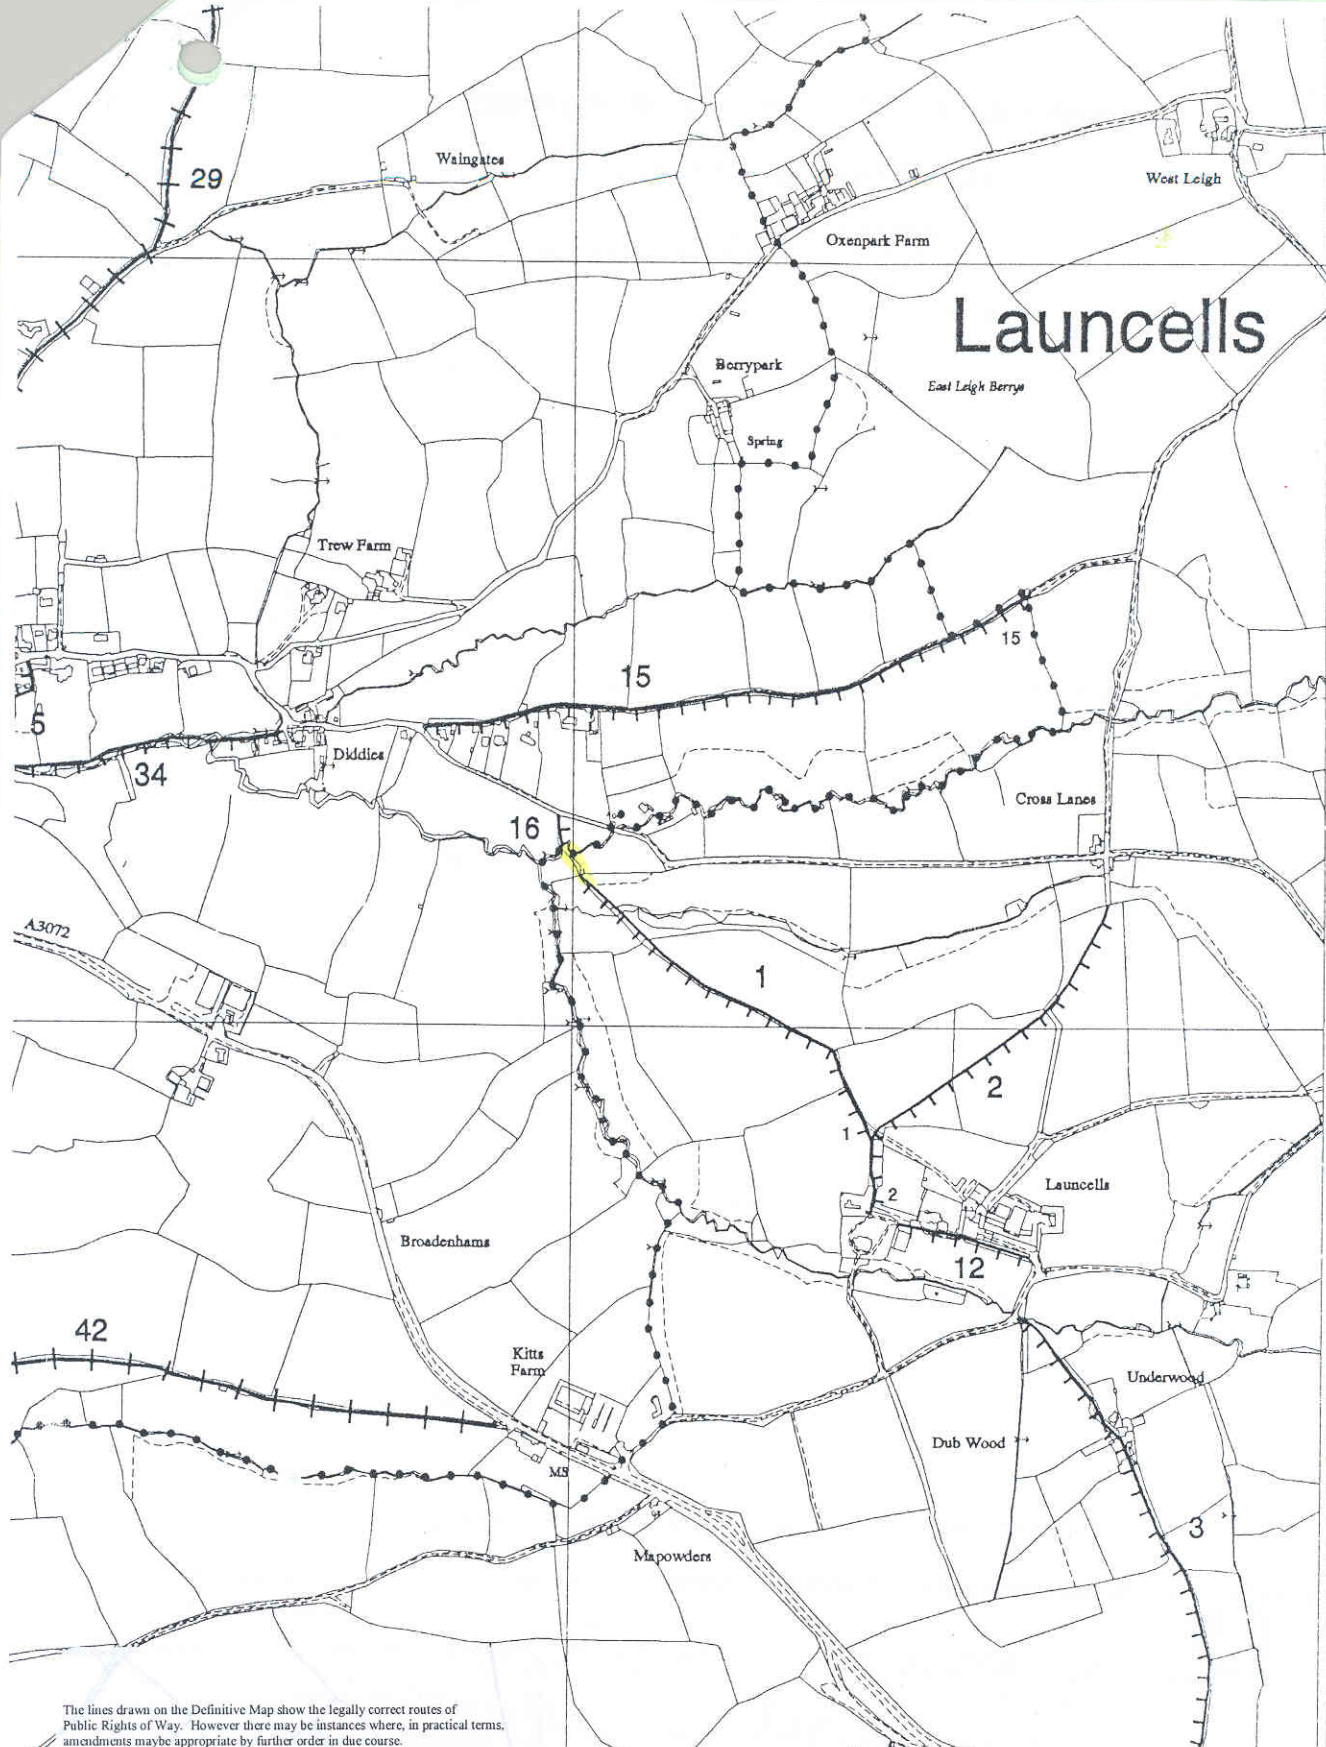 Waingates
29
West Leigh
Oxenpark Farm
Launcells
Berrypark
East Leigh Berrys
Spring
Trew Farm
15
15
5
34
Diddies
Cross Lanes
16
A3072
1
2
1
Launcells
2
Broadenhams
12
42
Kitts
Farm
Underwood
Dub Wood
MS
3
Mapowders
The lines drawn on the Definitive Map show the legally correct routes of
Public Rights of Way. However there may be instances where, in practical terms,
amendments maybe appropriate by further order in due course.